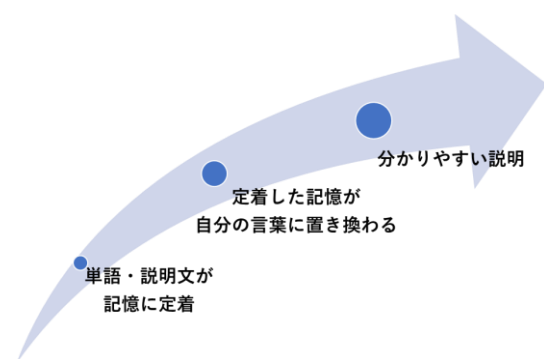 分かりやすい説明
定着した記憶が
自分の言葉に置き換わる
単語・説明文が
記憶に定着